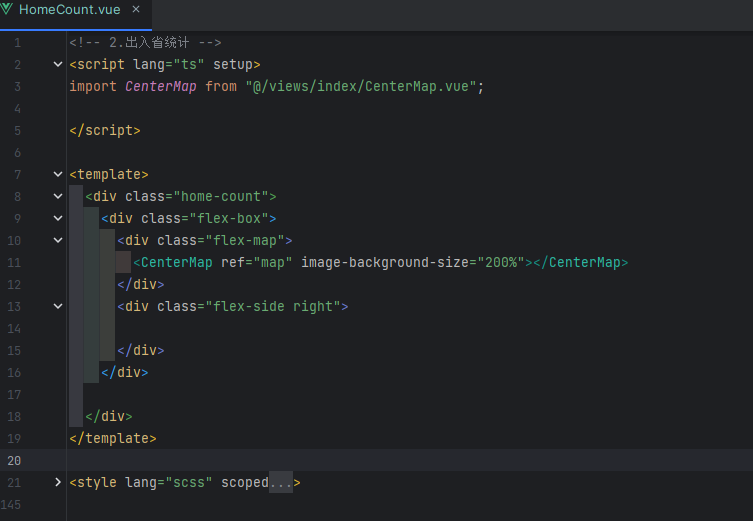 HomeCount.vue ×
1 <!-- 2.出入省统计 -->
2 <script lang="ts" setup>
3 import CenterMap from "@/views/index/CenterMap.vue";
4
5 </script>
6
7 <template>
8 <div class="home-count">
9 <div class="flex-box">
10 <div class="flex-map">
11 <CenterMap ref="map" image-background-size="200%"></CenterMap>
12 </div>
13 <div class="flex-side right">
14
15 </div>
16 </div>
17
18 </div>
19 </template>
20
21 <style lang="scss" scoped...>
145